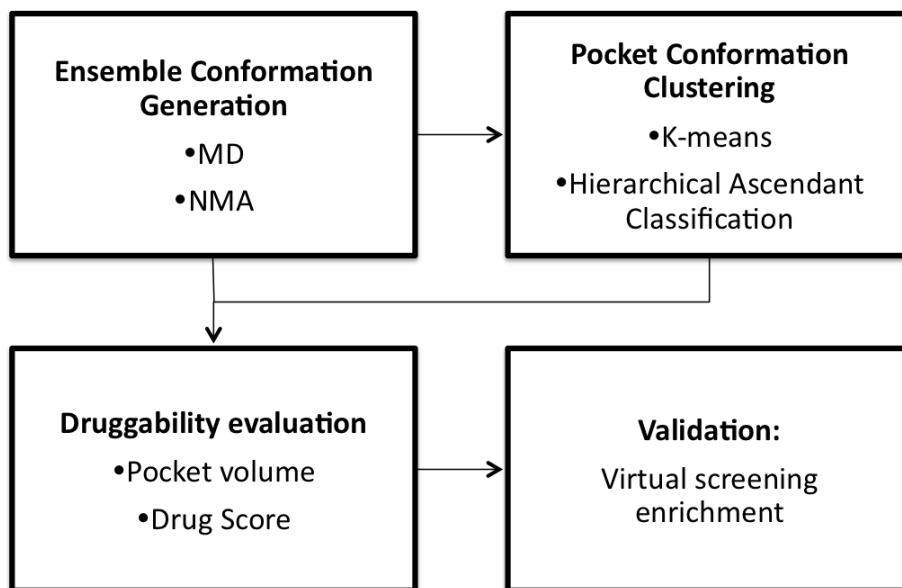 Ensemble Conformation
Generation
•MD
•NMA
Pocket Conformation
Clustering
•K-means
•Hierarchical Ascendant
Classification
Druggability evaluation
•Pocket volume
•Drug Score
Validation:
Virtual screening
enrichment